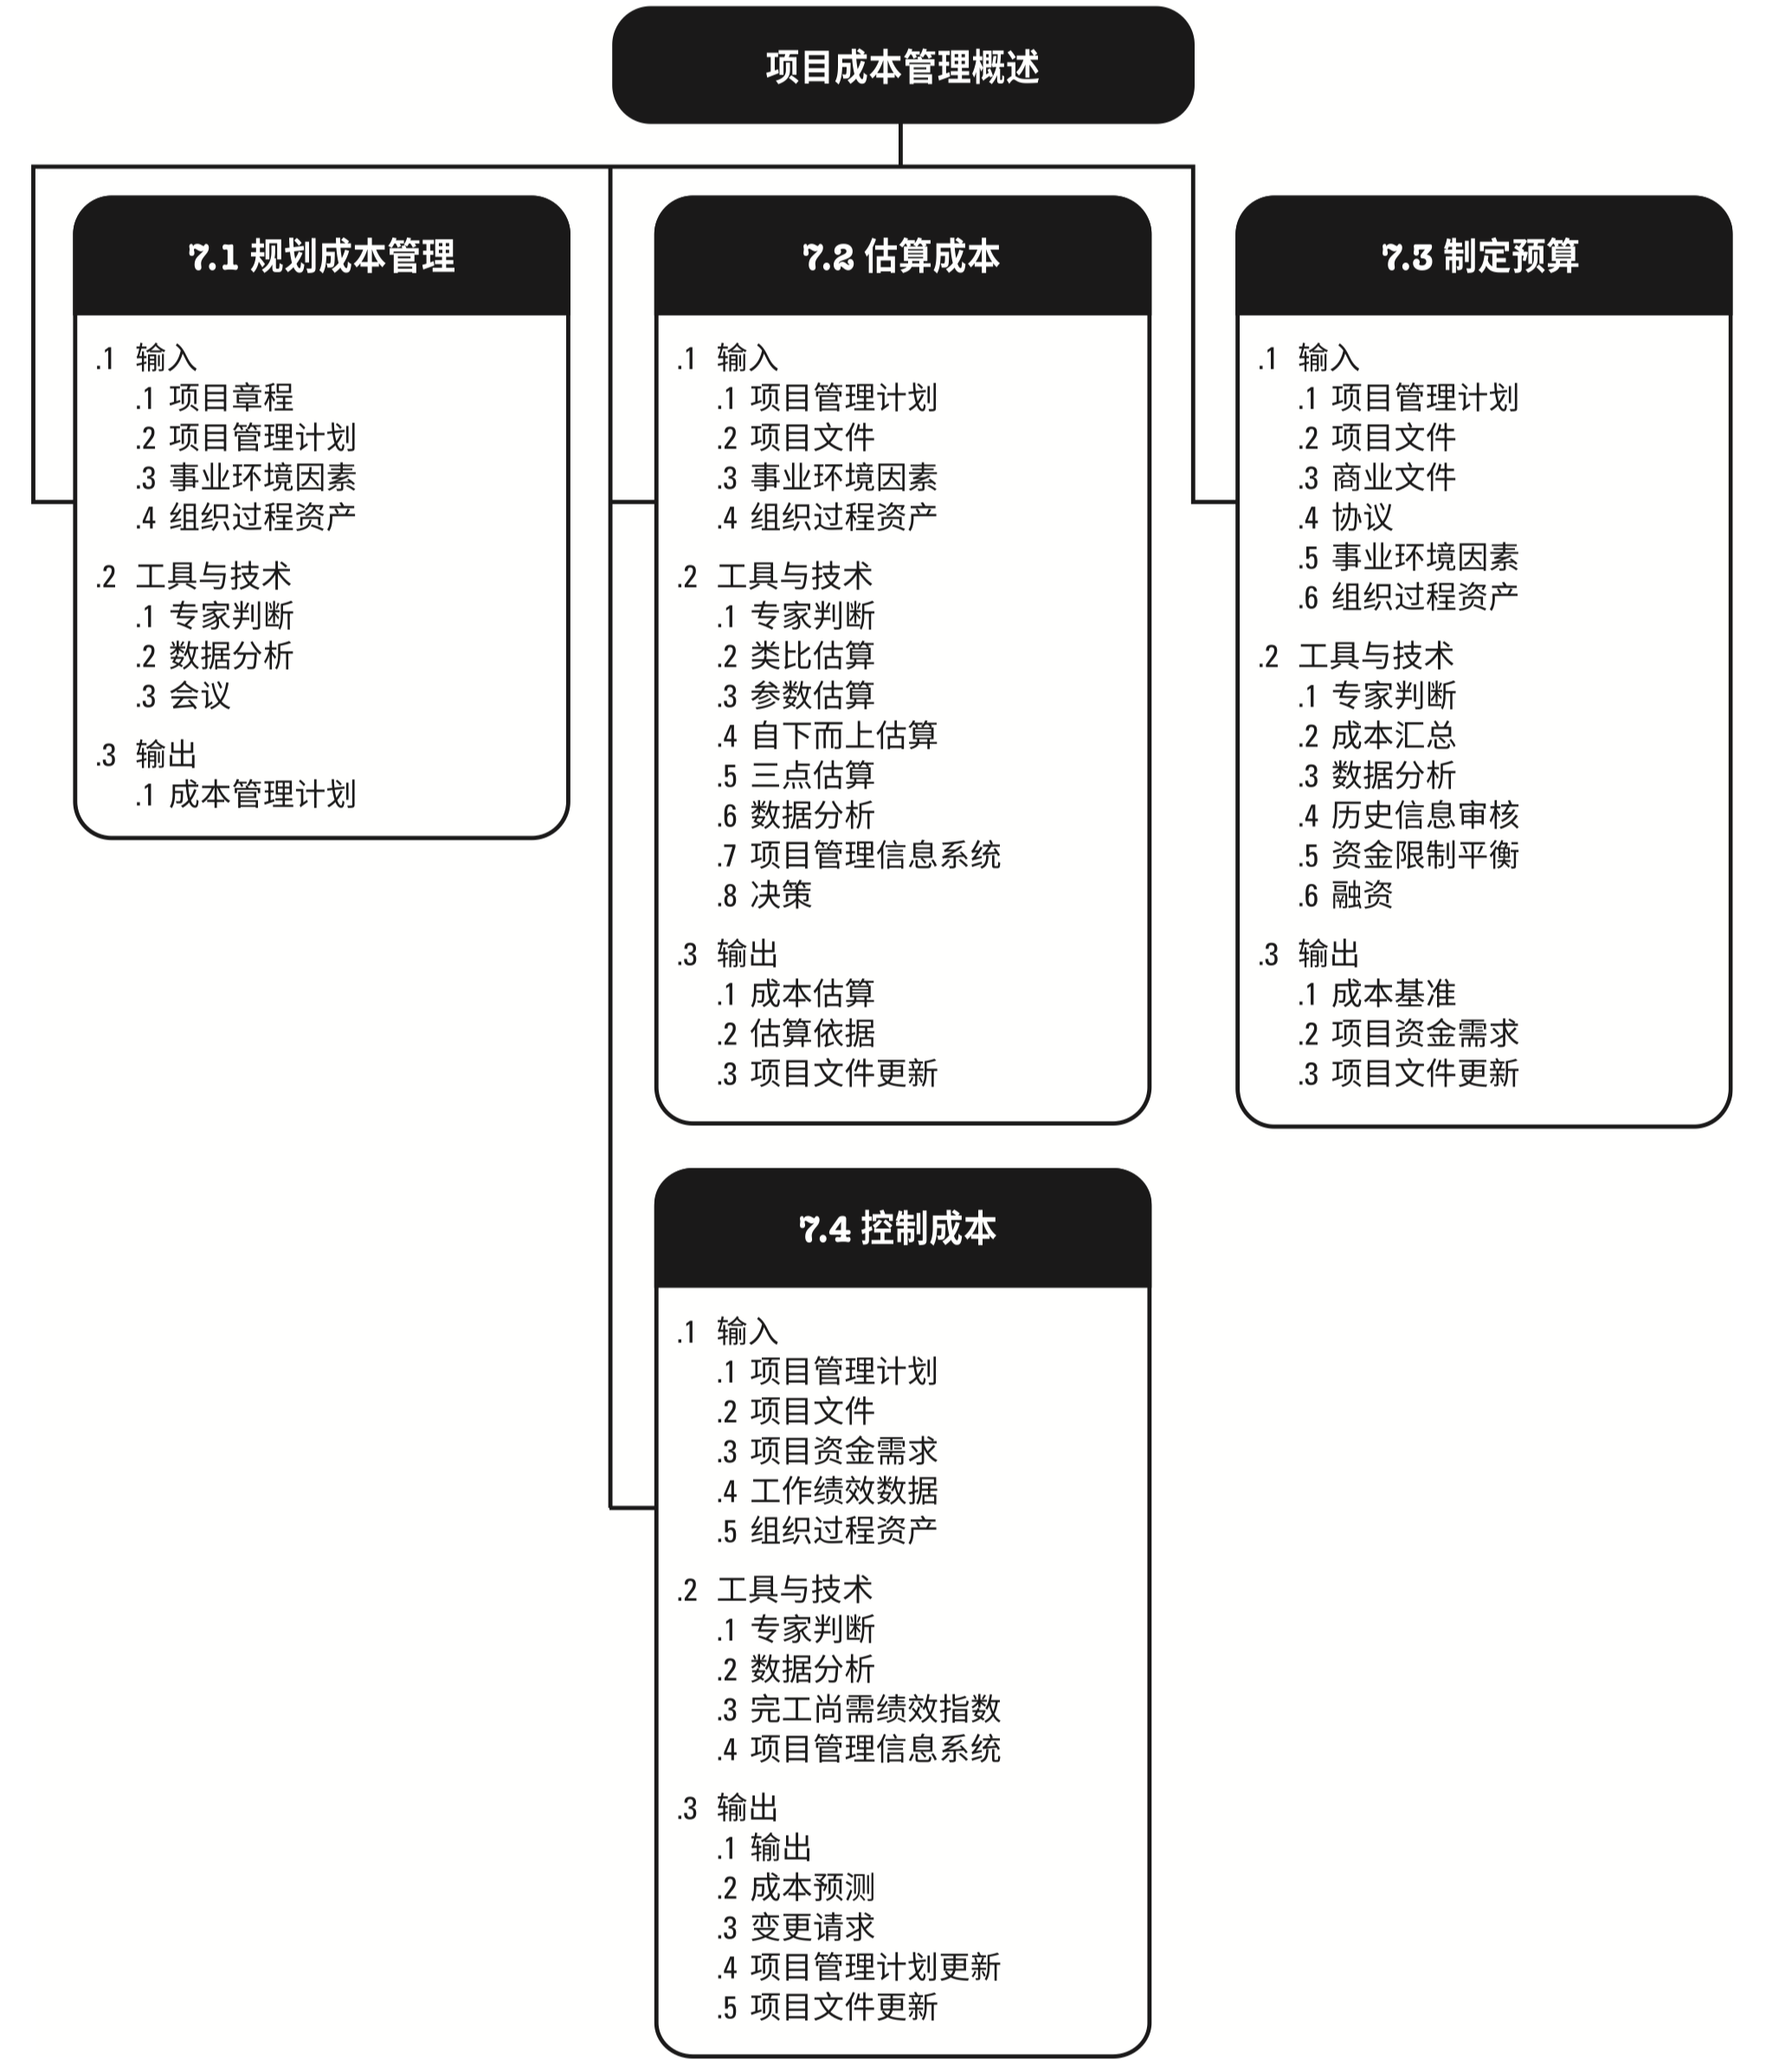 项目成本管理概述
7.1 规划成本管理
.1 输入
.1 项目章程
.2 项目管理计划
.3 事业环境因素
.4 组织过程资产
.2 工具与技术
.1 专家判断
.2 数据分析
.3 会议
.3 输出
.1 成本管理计划
7.2 估算成本
.1 输入
.1 项目管理计划
.2 项目文件
.3 事业环境因素
.4 组织过程资产
.2 工具与技术
.1 专家判断
.2 类比估算
.3 参数估算
.4 自下而上估算
.5 三点估算
.6 数据分析
.7 项目管理信息系统
.8 决策
.3 输出
.1 成本估算
.2 估算依据
.3 项目文件更新
7.3 制定预算
.1 输入
.1 项目管理计划
.2 项目文件
.3 商业文件
.4 协议
.5 事业环境因素
.6 组织过程资产
.2 工具与技术
.1 专家判断
.2 成本汇总
.3 数据分析
.4 历史信息审核
.5 资金限制平衡
.6 融资
.3 输出
.1 成本基准
.2 项目资金需求
.3 项目文件更新
7.4 控制成本
.1 输入
.1 项目管理计划
.2 项目文件
.3 项目资金需求
.4 工作绩效数据
.5 组织过程资产
.2 工具与技术
.1 专家判断
.2 数据分析
.3 完工尚需绩效指数
.4 项目管理信息系统
.3 输出
.1 输出
.2 成本预测
.3 变更请求
.4 项目管理计划更新
.5 项目文件更新